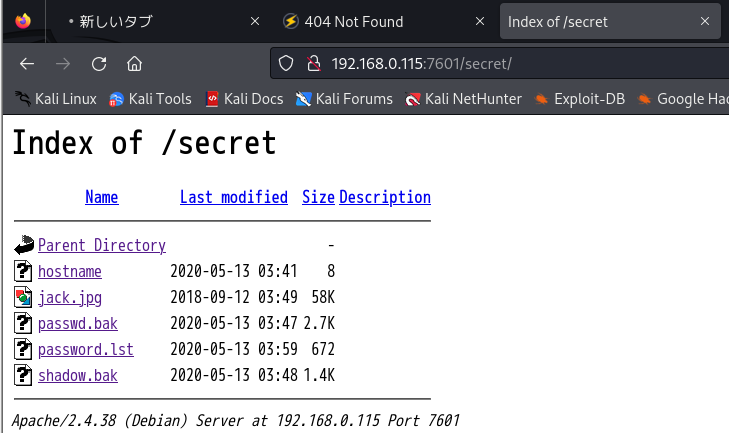 新しいタブ
404 Not Found
Index of /secret
192.168.0.115:7601/secret/
Kali Linux Kali Tools Kali Docs Kali Forums Kali NetHunter Exploit-DB Google Hac
Index of /secret
Name Last modified Size Description
Parent Directory -
hostname 2020-05-13 03:41 8
jack.jpg 2018-09-12 03:49 58K
passwd.bak 2020-05-13 03:47 2.7K
password.lst 2020-05-13 03:59 672
shadow.bak 2020-05-13 03:48 1.4K
Apache/2.4.38 (Debian) Server at 192.168.0.115 Port 7601